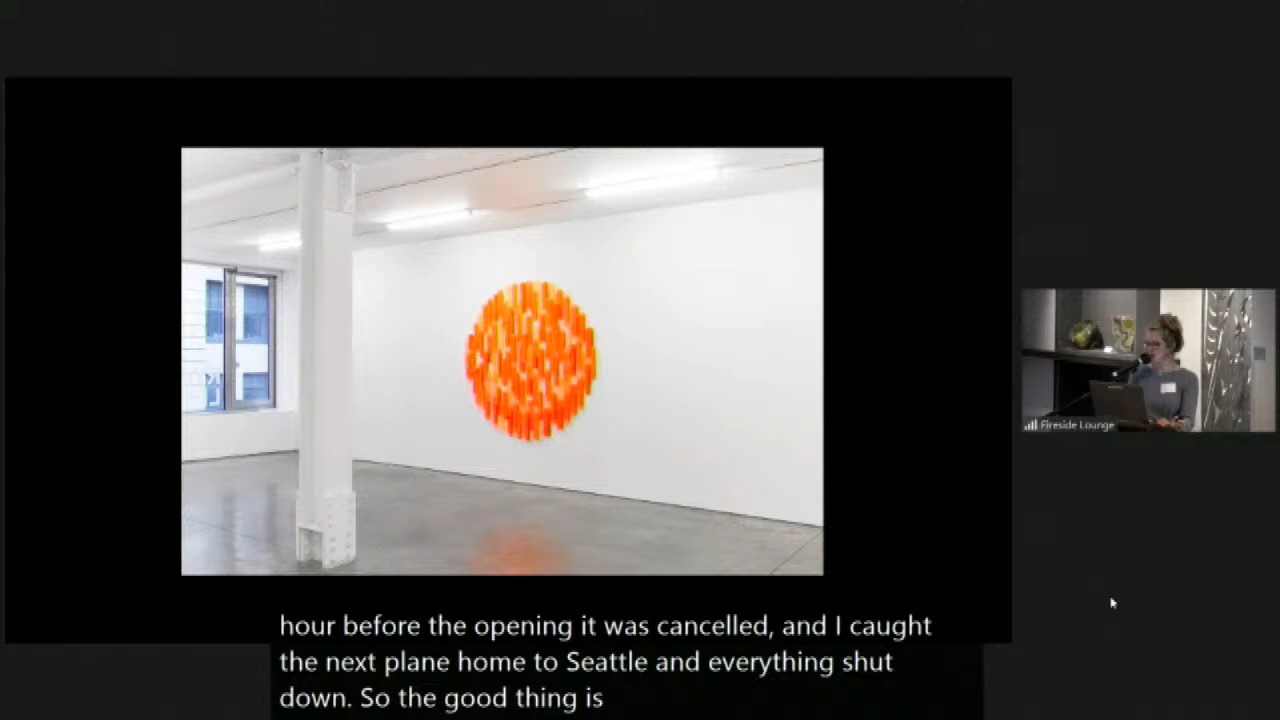 Fireside Lounge
hour before the opening it was cancelled, and I caught
the next plane home to Seattle and everything shut
down. So the good thing is